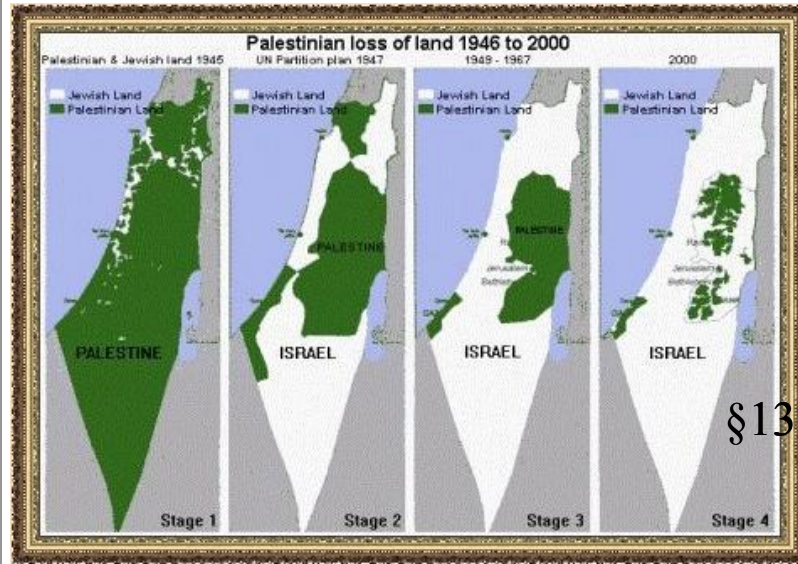 Palestinian loss of land 1946 to 2000
Palestinian & Jewish land 1945
UN Partition plan 1947
1949 - 1967
2000
Jewish Land
Palestinian Land
PALESTINE
Stage 1
Jewish Land
Palestinian Land
PALESTINE
ISRAEL
Stage 2
Jewish Land
Palestinian Land
PALESTINE
Jerusalem
ISRAEL
Stage 3
Jewish Land
Palestinian Land
Jerusalem
ISRAEL
§13
Stage 4